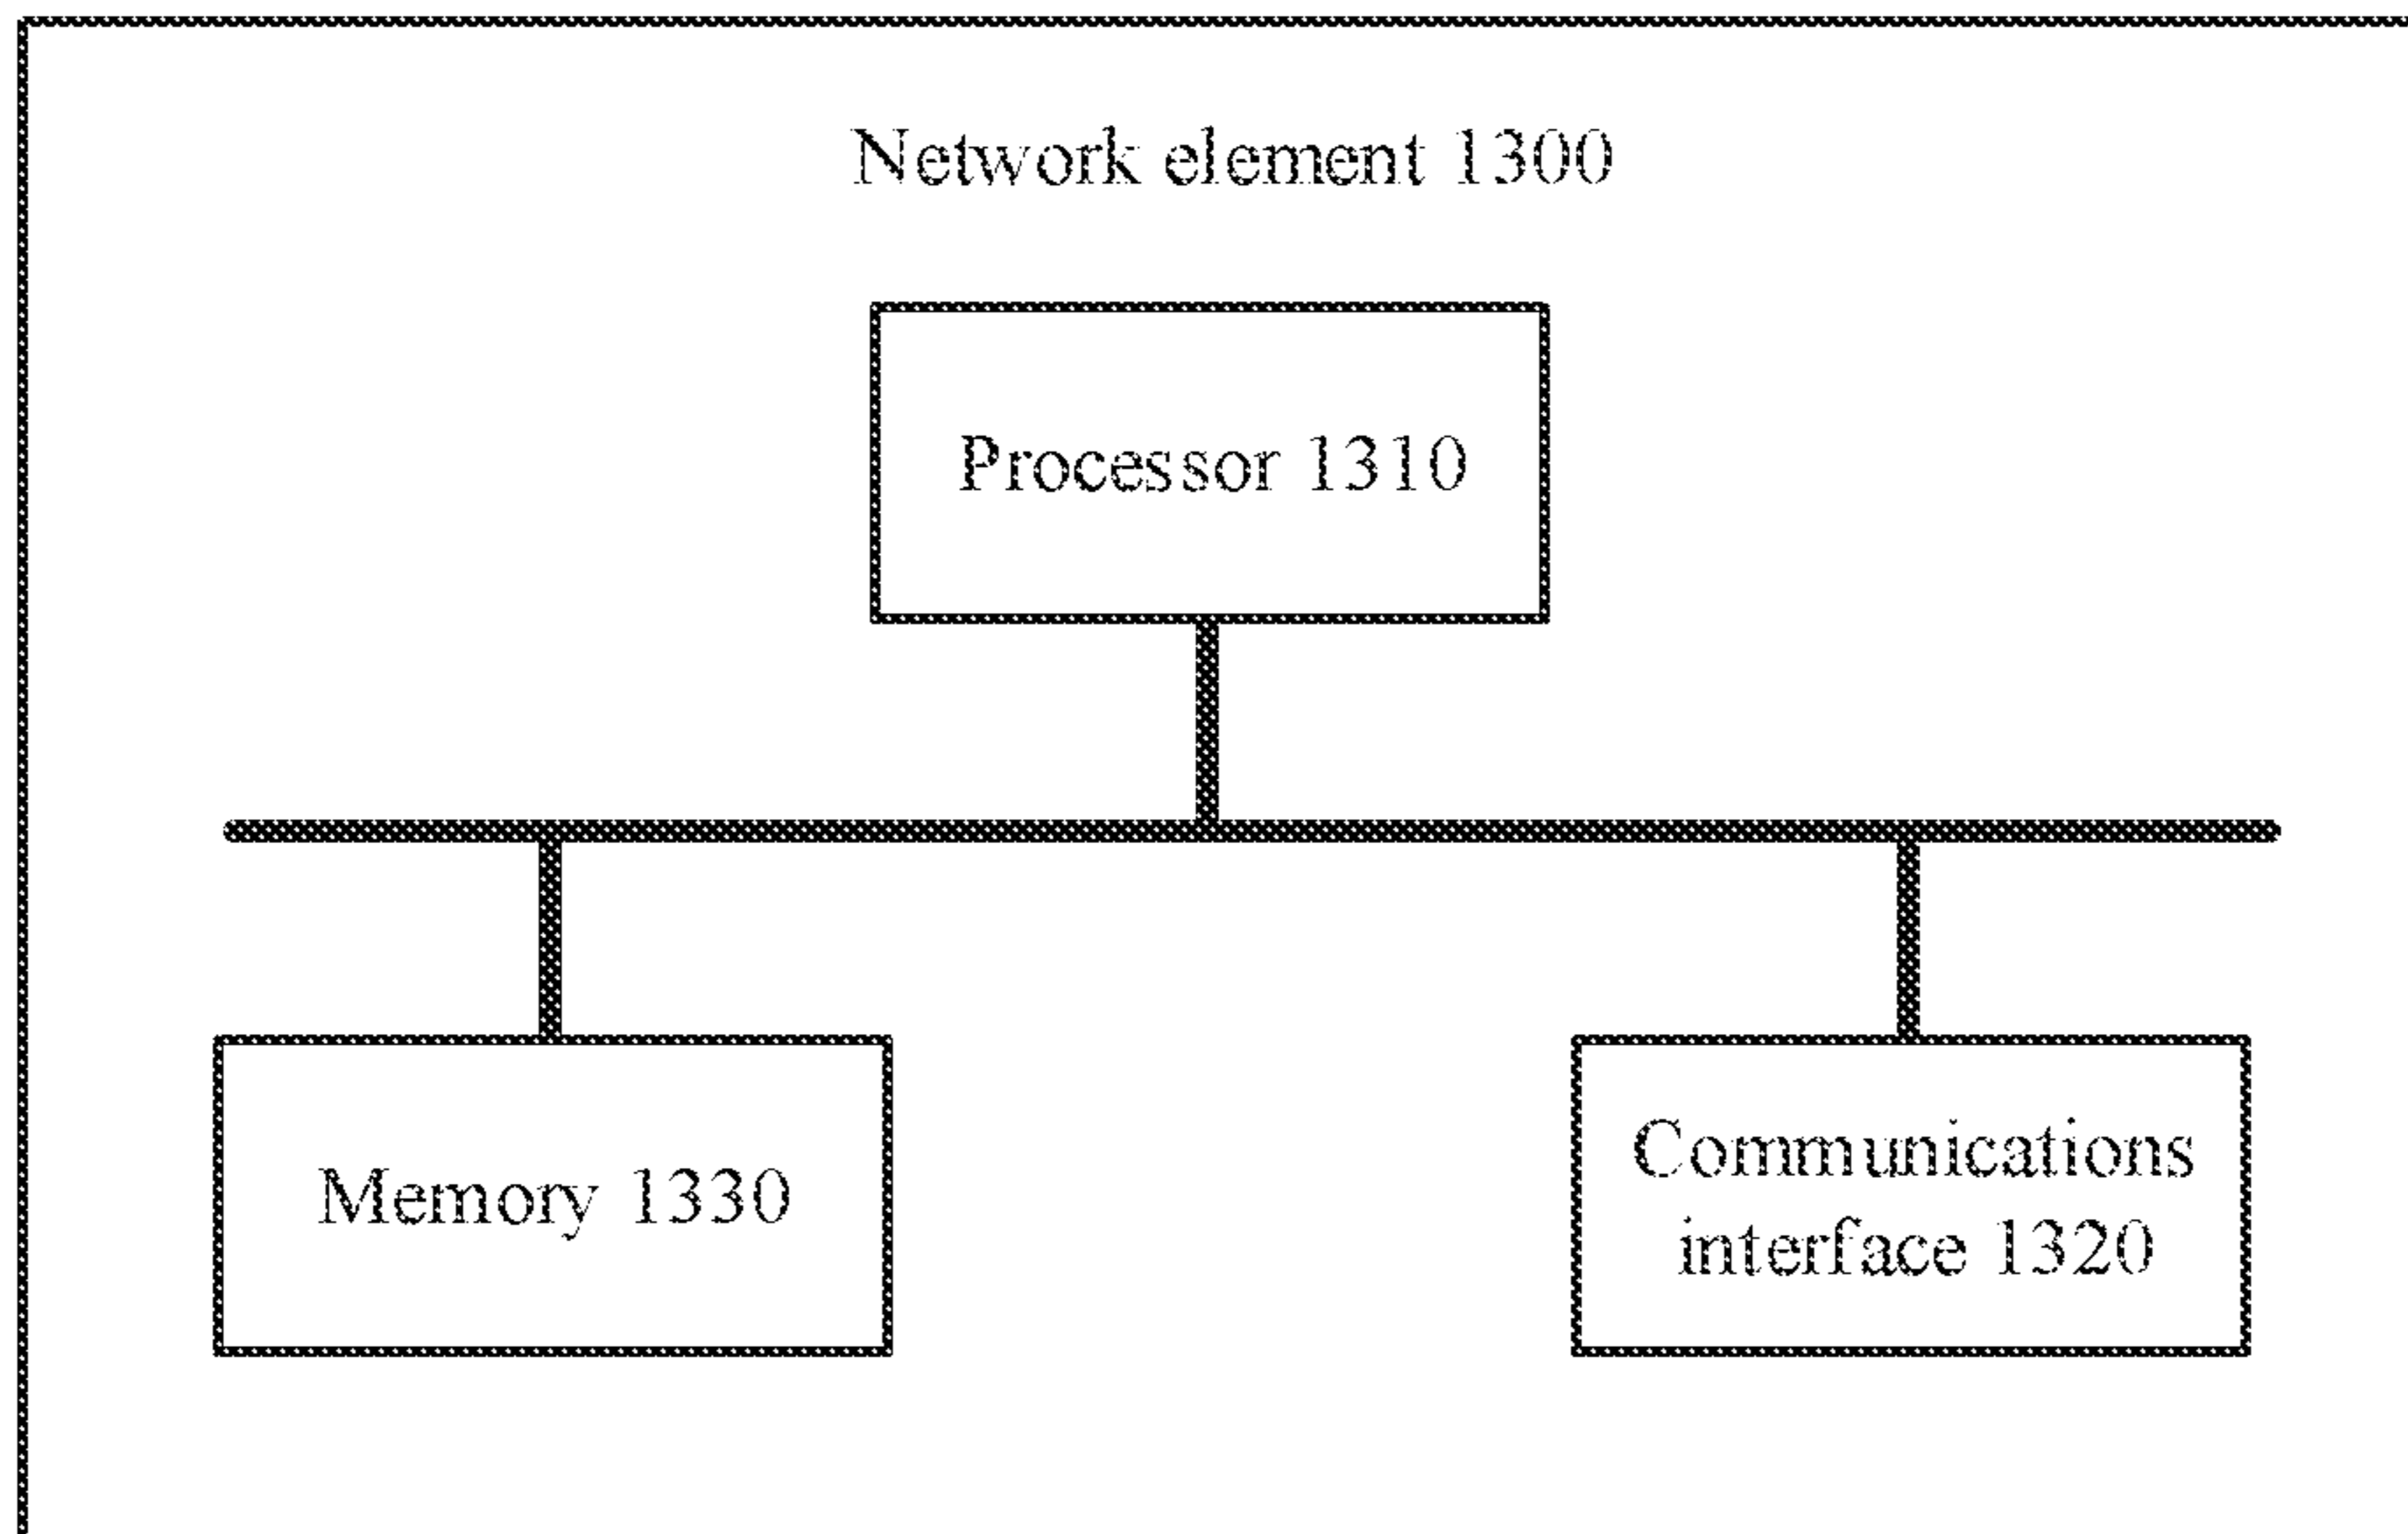 Network element 1300
Processor 1310
Memory 1330
Communications
interface 1320